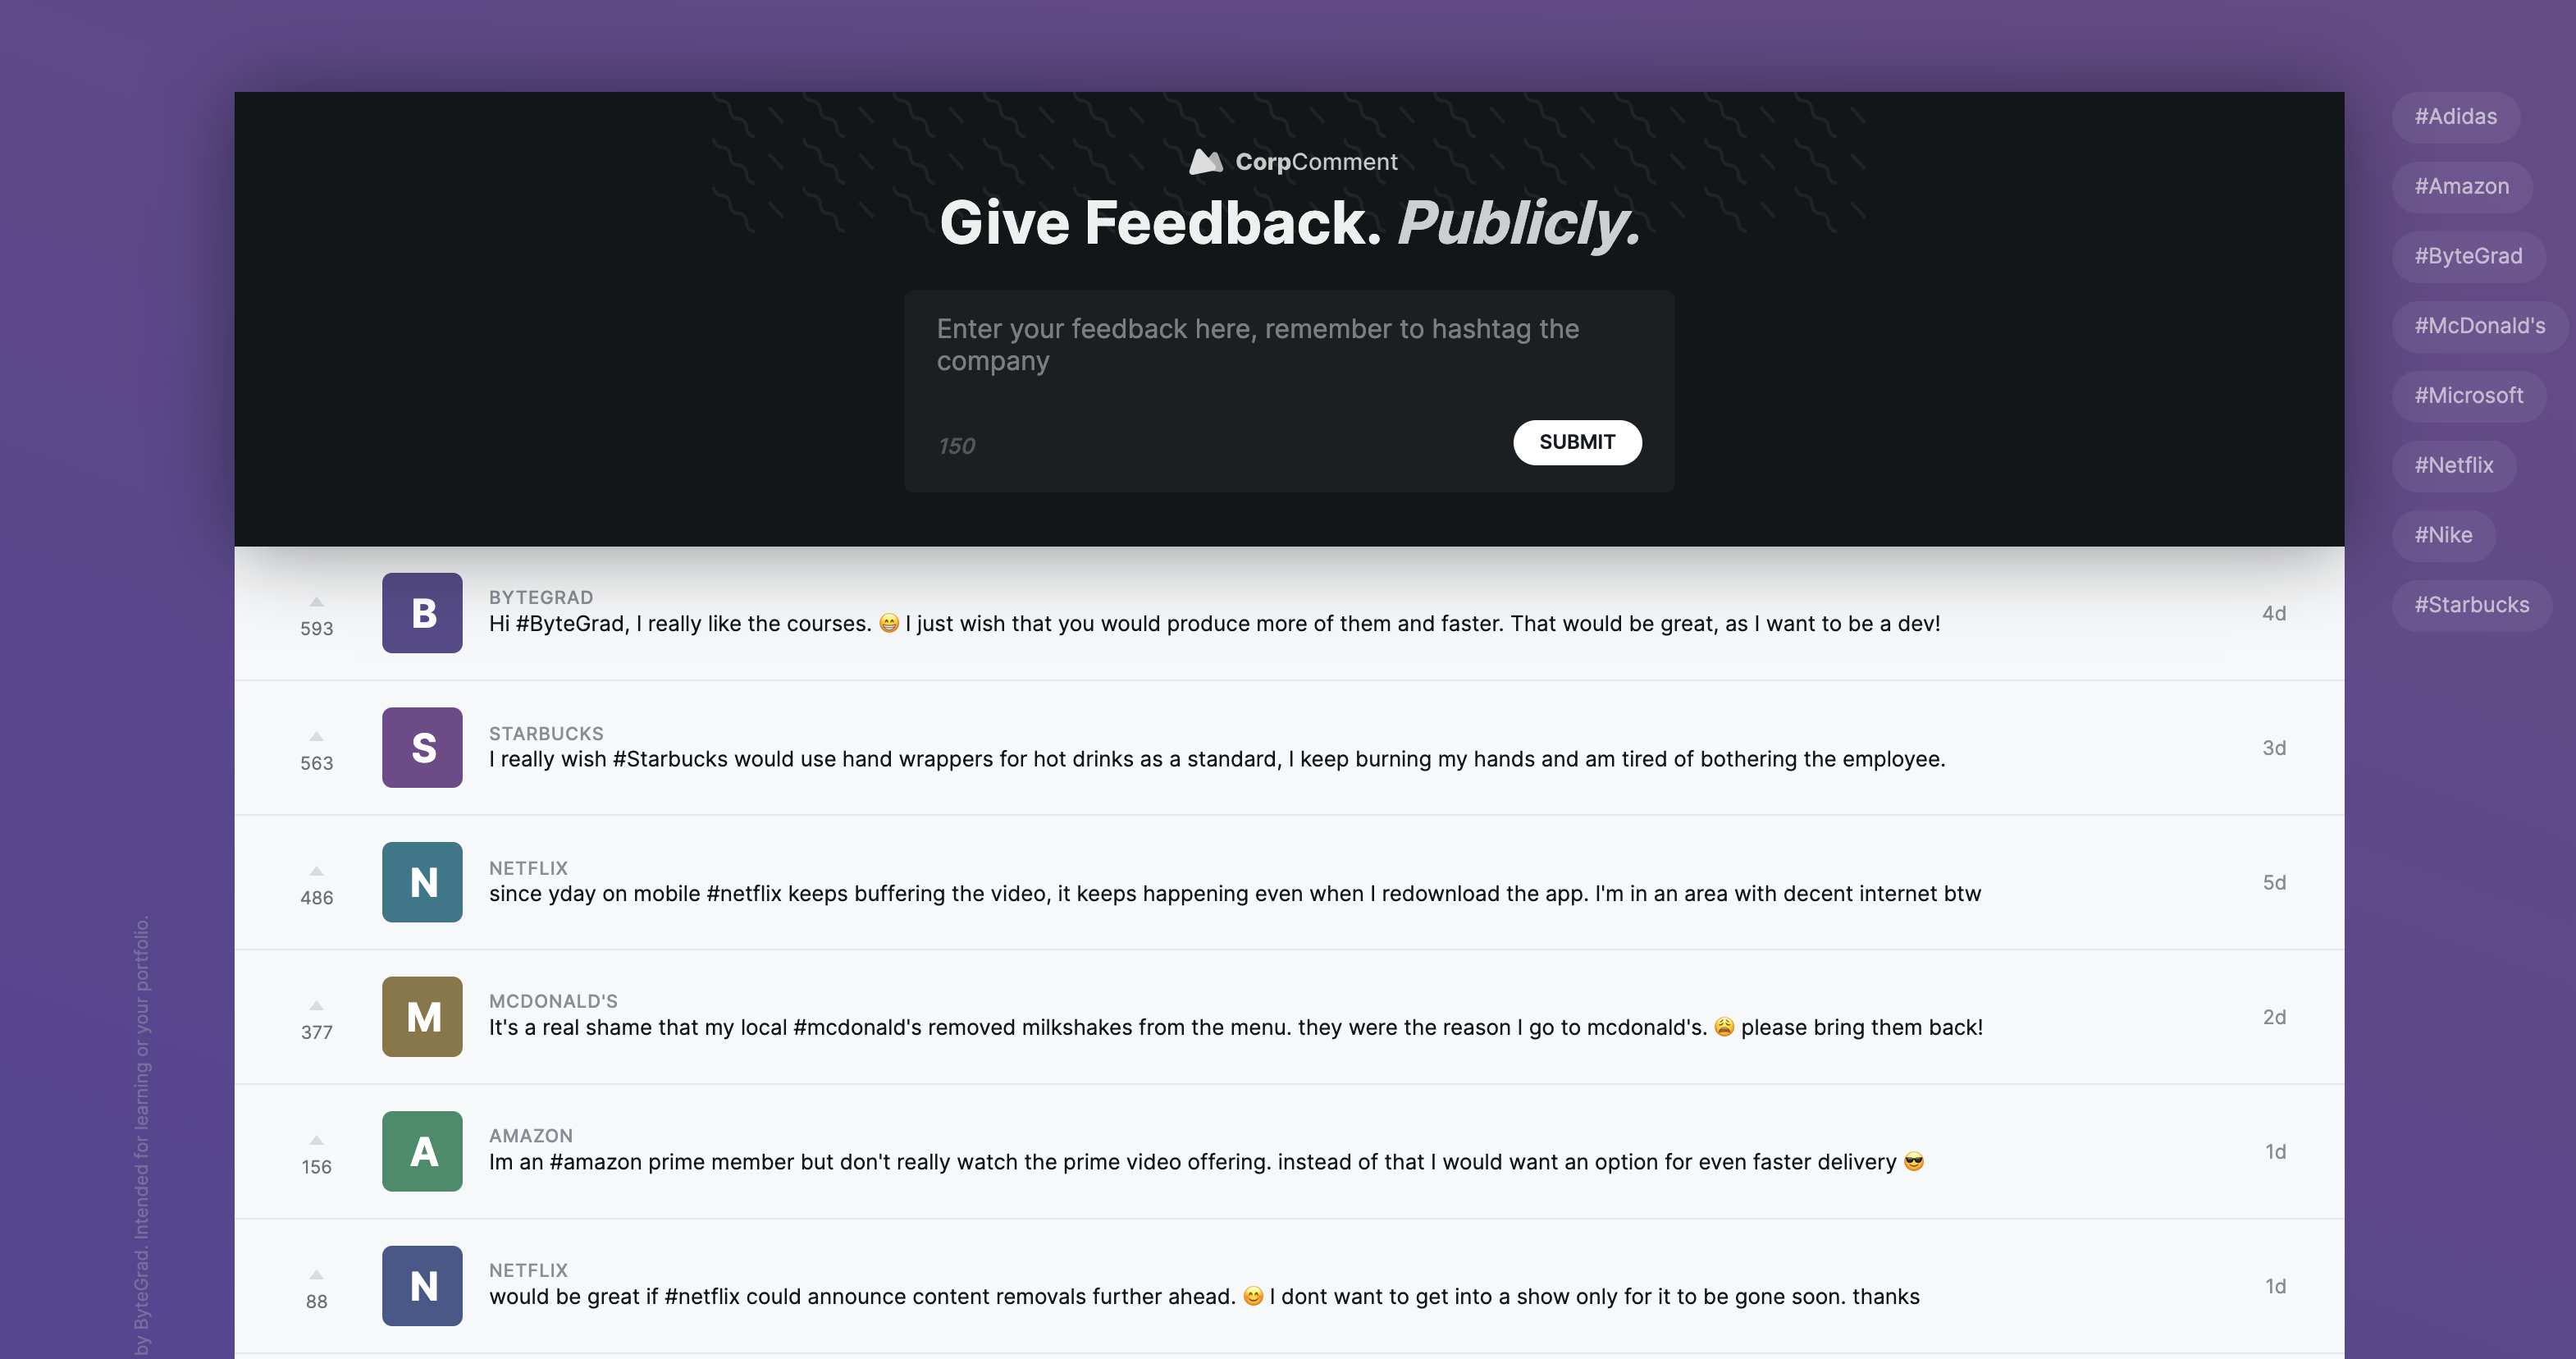 CorpComment
Give Feedback. Publicly.
Enter your feedback here, remember to hashtag the
company
150
SUBMIT
593
B
BYTEGRAD
Hi #ByteGrad, I really like the courses. 😁 I just wish that you would produce more of them and faster. That would be great, as I want to be a dev!
4d
563
S
STARBUCKS
I really wish #Starbucks would use hand wrappers for hot drinks as a standard, I keep burning my hands and am tired of bothering the employee.
3d
486
N
NETFLIX
since yday on mobile #netflix keeps buffering the video, it keeps happening even when I redownload the app. I'm in an area with decent internet btw
5d
377
M
MCDONALD'S
It's a real shame that my local #mcdonald's removed milkshakes from the menu. they were the reason I go to mcdonald's. 😩 please bring them back!
2d
156
A
AMAZON
Im an #amazon prime member but don't really watch the prime video offering. instead of that I would want an option for even faster delivery 😎
1d
88
N
NETFLIX
would be great if #netflix could announce content removals further ahead. 😊 I dont want to get into a show only for it to be gone soon. thanks
1d
#Adidas
#Amazon
#ByteGrad
#McDonald's
#Microsoft
#Netflix
#Nike
#Starbucks
by ByteGrad. Intended for learning or your portfolio.